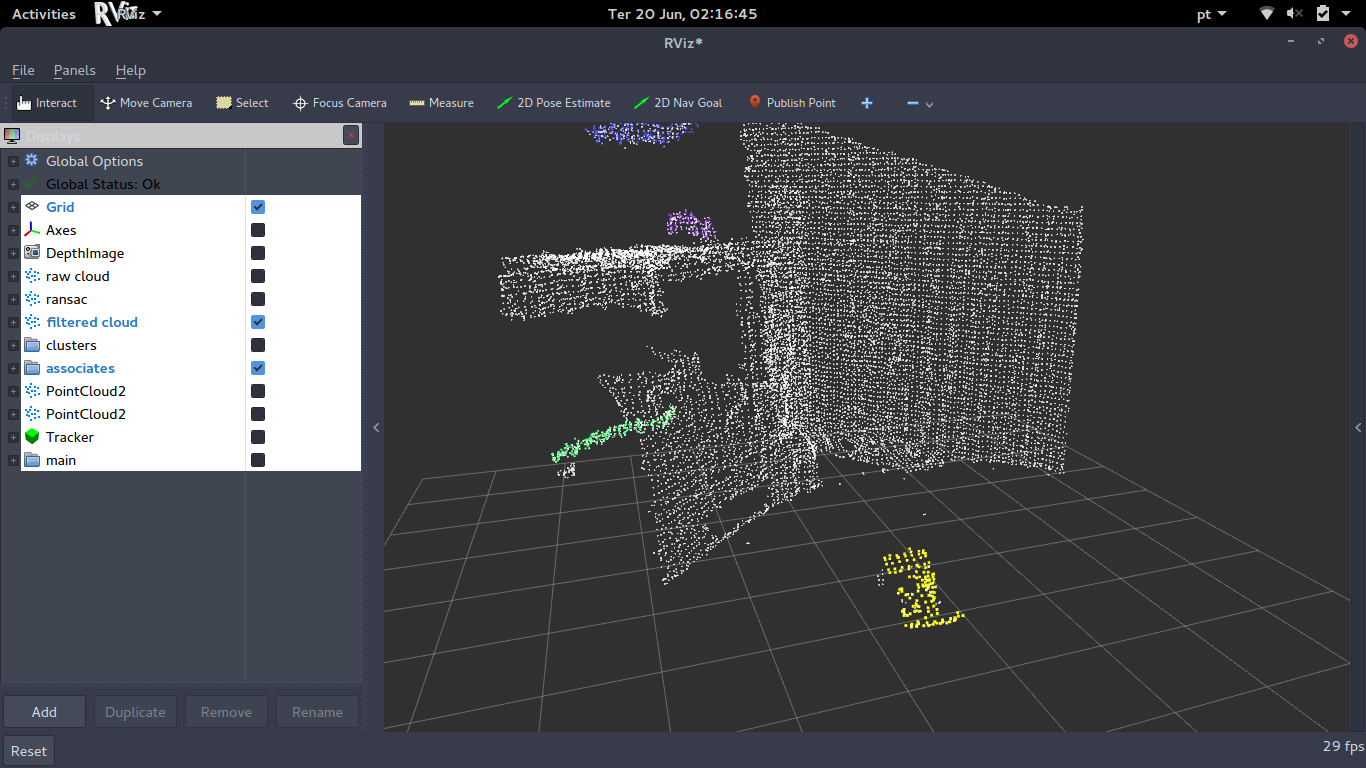 Activities RViz Ter 20 Jun, 02:16:45 pt
RViz*
File Panels Help
Interact Move Camera Select Focus Camera Measure 2D Pose Estimate 2D Nav Goal Publish Point
Displays
Global Options
Global Status: Ok
Grid
Axes
DepthImage
raw cloud
ransac
filtered cloud
clusters
associates
PointCloud2
PointCloud2
Tracker
main
Add Duplicate Remove Rename
Reset 29 fps